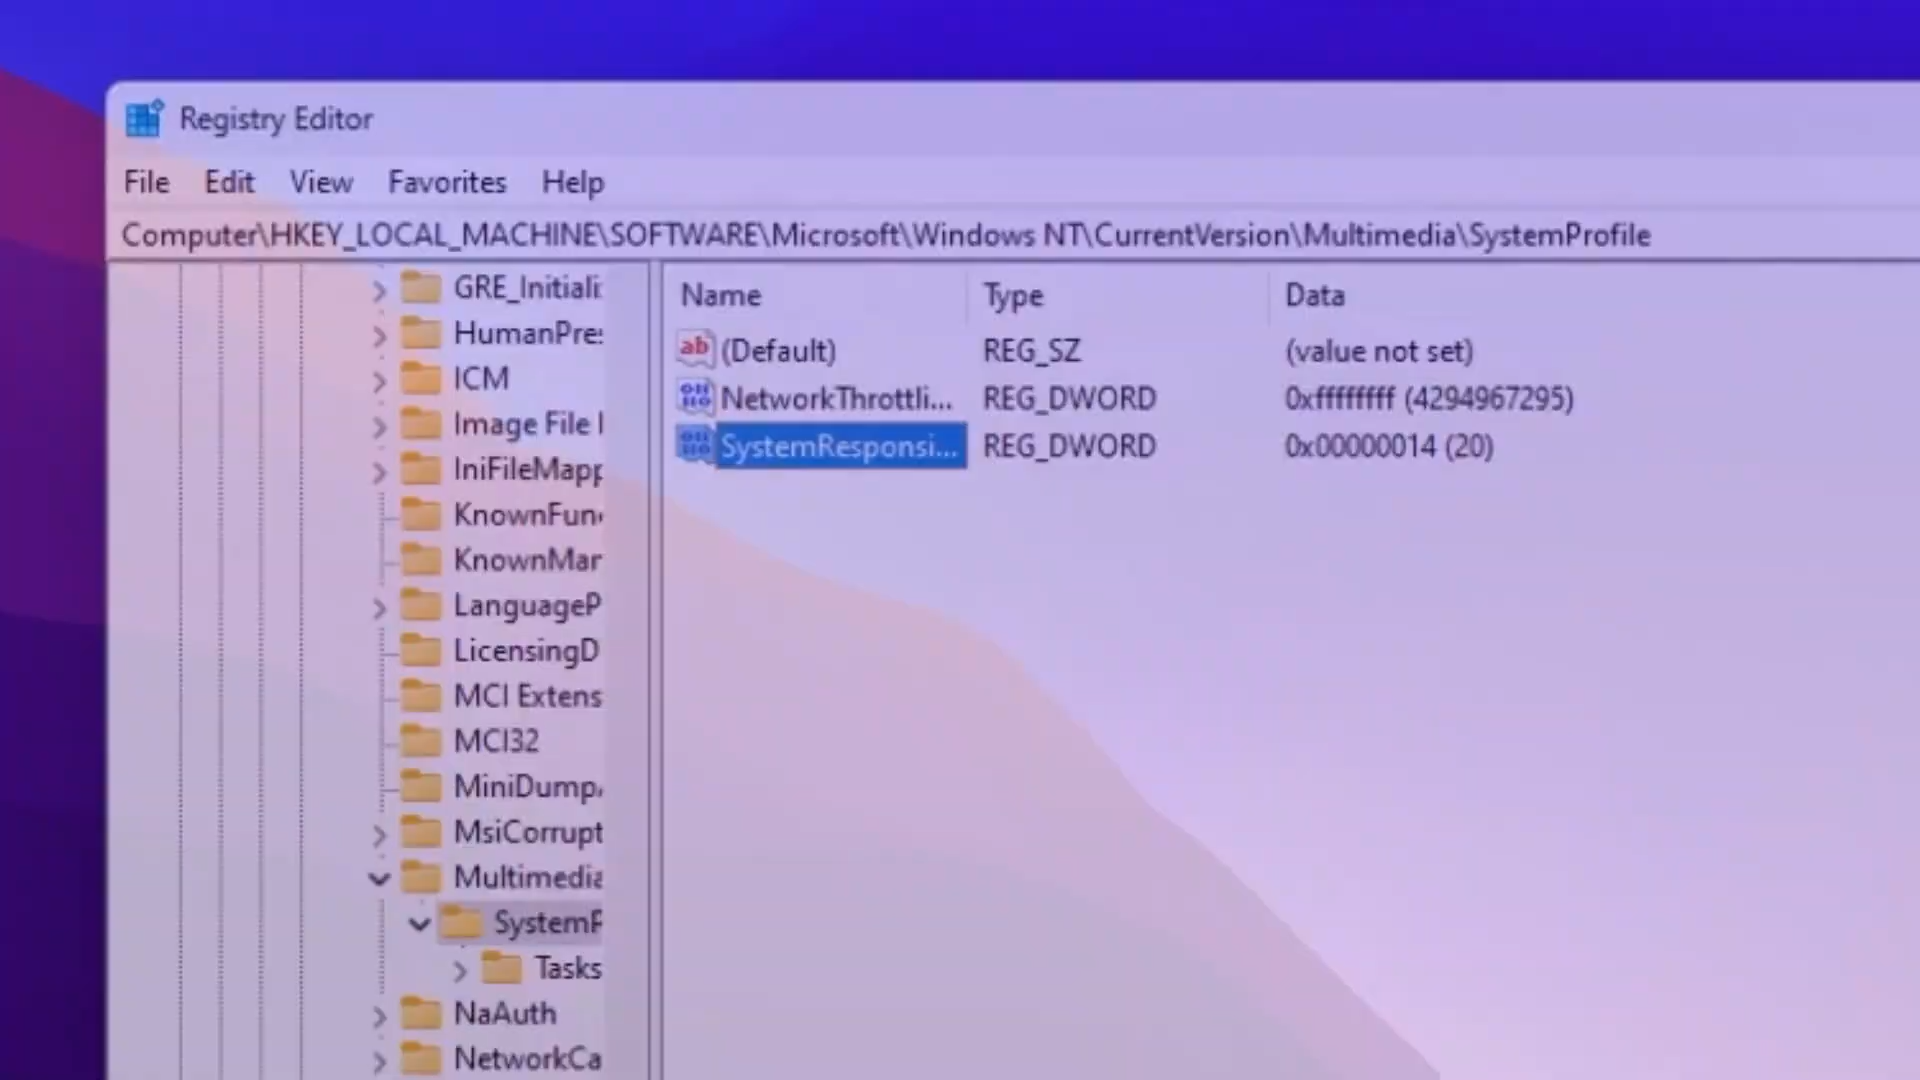 Registry Editor
File Edit View Favorites Help
Computer\HKEY_LOCAL_MACHINE\SOFTWARE\Microsoft\Windows NT\CurrentVersion\Multimedia\SystemProfile
GRE_Initiali
HumanPre
ICM
Image File
IniFileMapp
KnownFun
KnownMar
LanguageP
LicensingD
MCI Extens
MCI32
MiniDump
MsiCorrupt
Multimedia
SystemP
Tasks
NaAuth
NetworkCa
Name Type Data
(Default) REG_SZ (value not set)
NetworkThrottli... REG_DWORD 0xffffffff (4294967295)
SystemResponsi... REG_DWORD 0x00000014 (20)